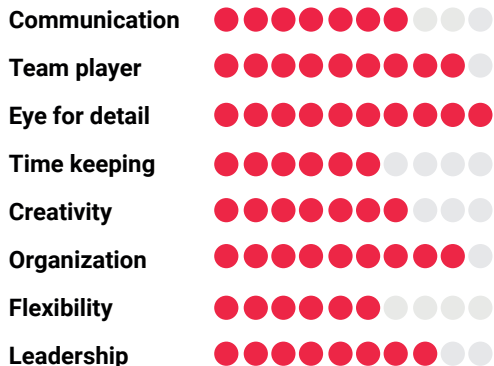 Communication
Team player
Eye for detail
Time keeping
Creativity
Organization
Flexibility
Leadership